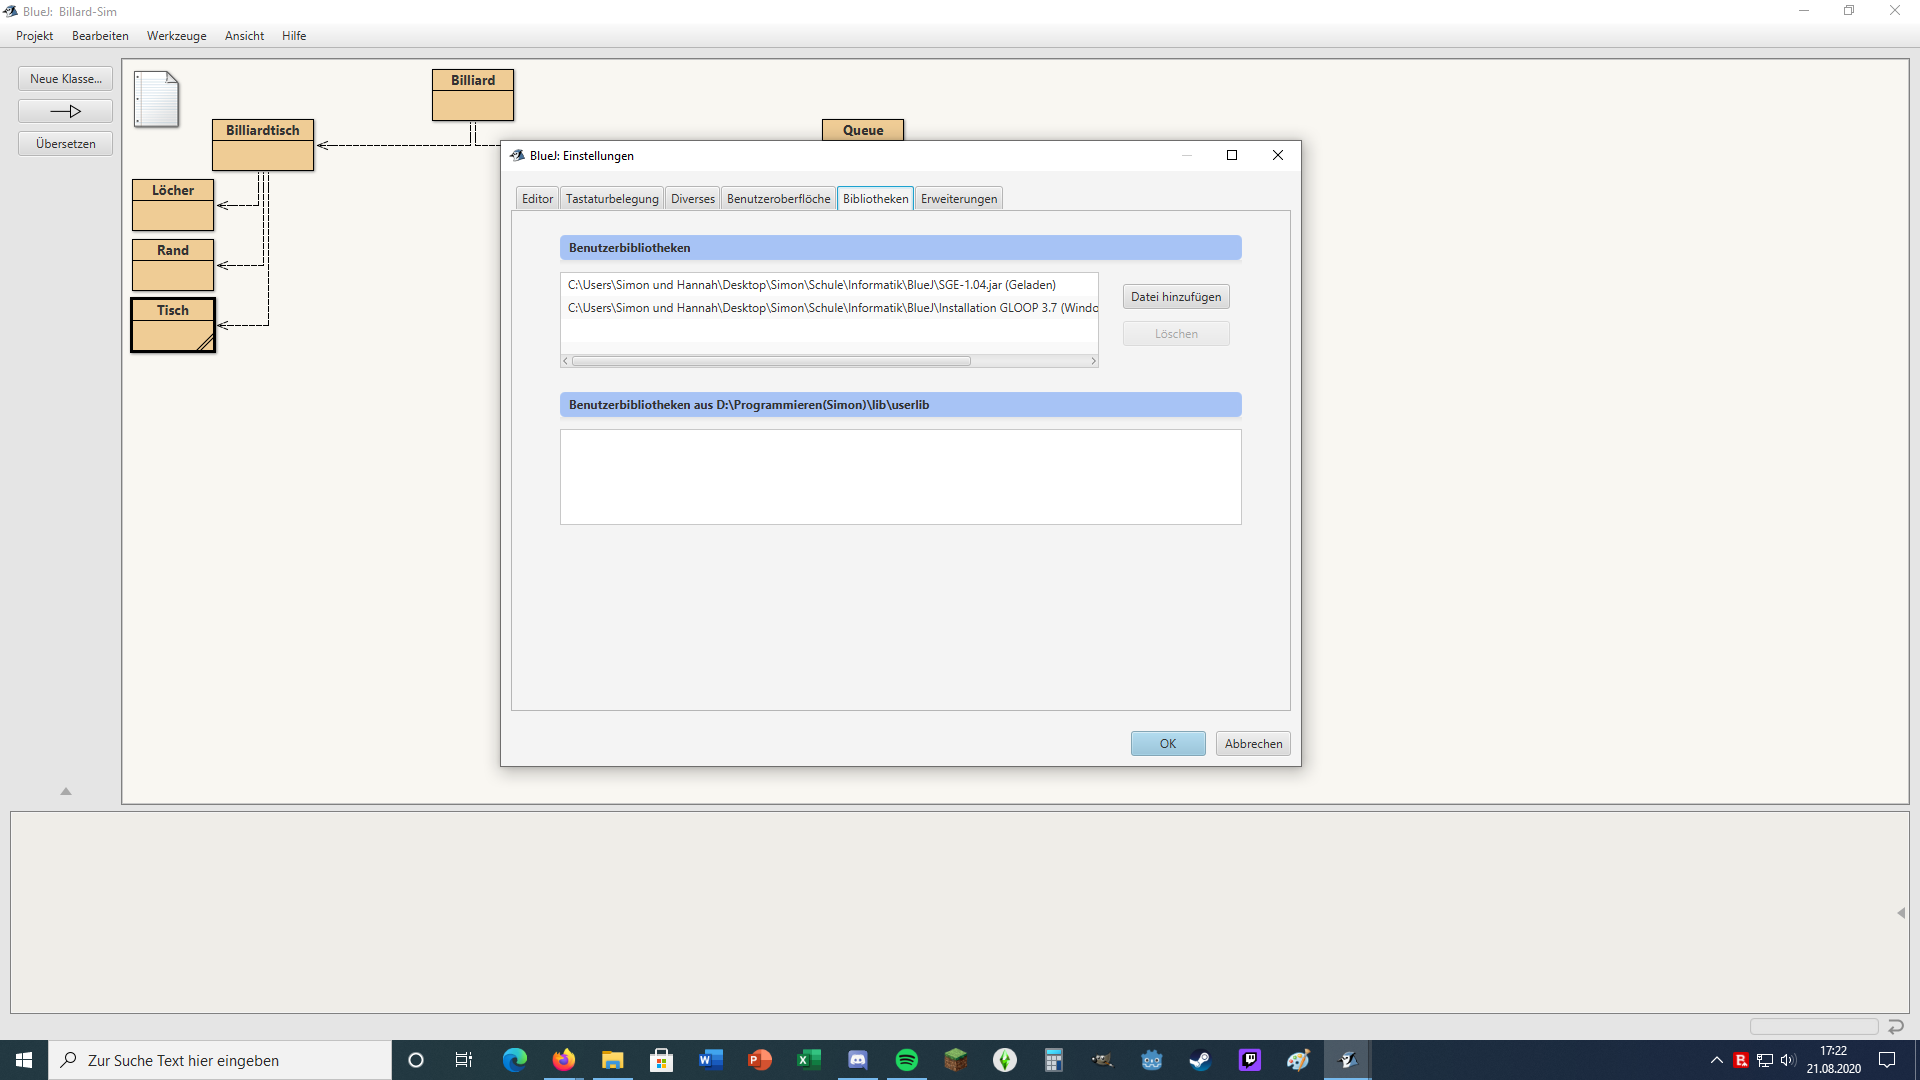 BlueJ: Billard-Sim
Projekt Bearbeiten Werkzeuge Ansicht Hilfe
Neue Klasse...
Übersetzen
Billiard
Billiardtisch
Queue
Löcher
Rand
Tisch
BlueJ: Einstellungen
Editor Tastaturbelegung Diverses Benutzeroberfläche Bibliotheken Erweiterungen
Benutzerbibliotheken
C:\Users\Simon und Hannah\Desktop\Simon\Schule\Informatik\BlueJ\SGE-1.04.jar (Geladen)
C:\Users\Simon und Hannah\Desktop\Simon\Schule\Informatik\BlueJ\Installation GLOOP 3.7 (Windo
Datei hinzufügen
Löschen
Benutzerbibliotheken aus D:\Programmieren(Simon)\lib\userlib
OK
Abbrechen
Zur Suche Text hier eingeben
17:22
21.08.2020